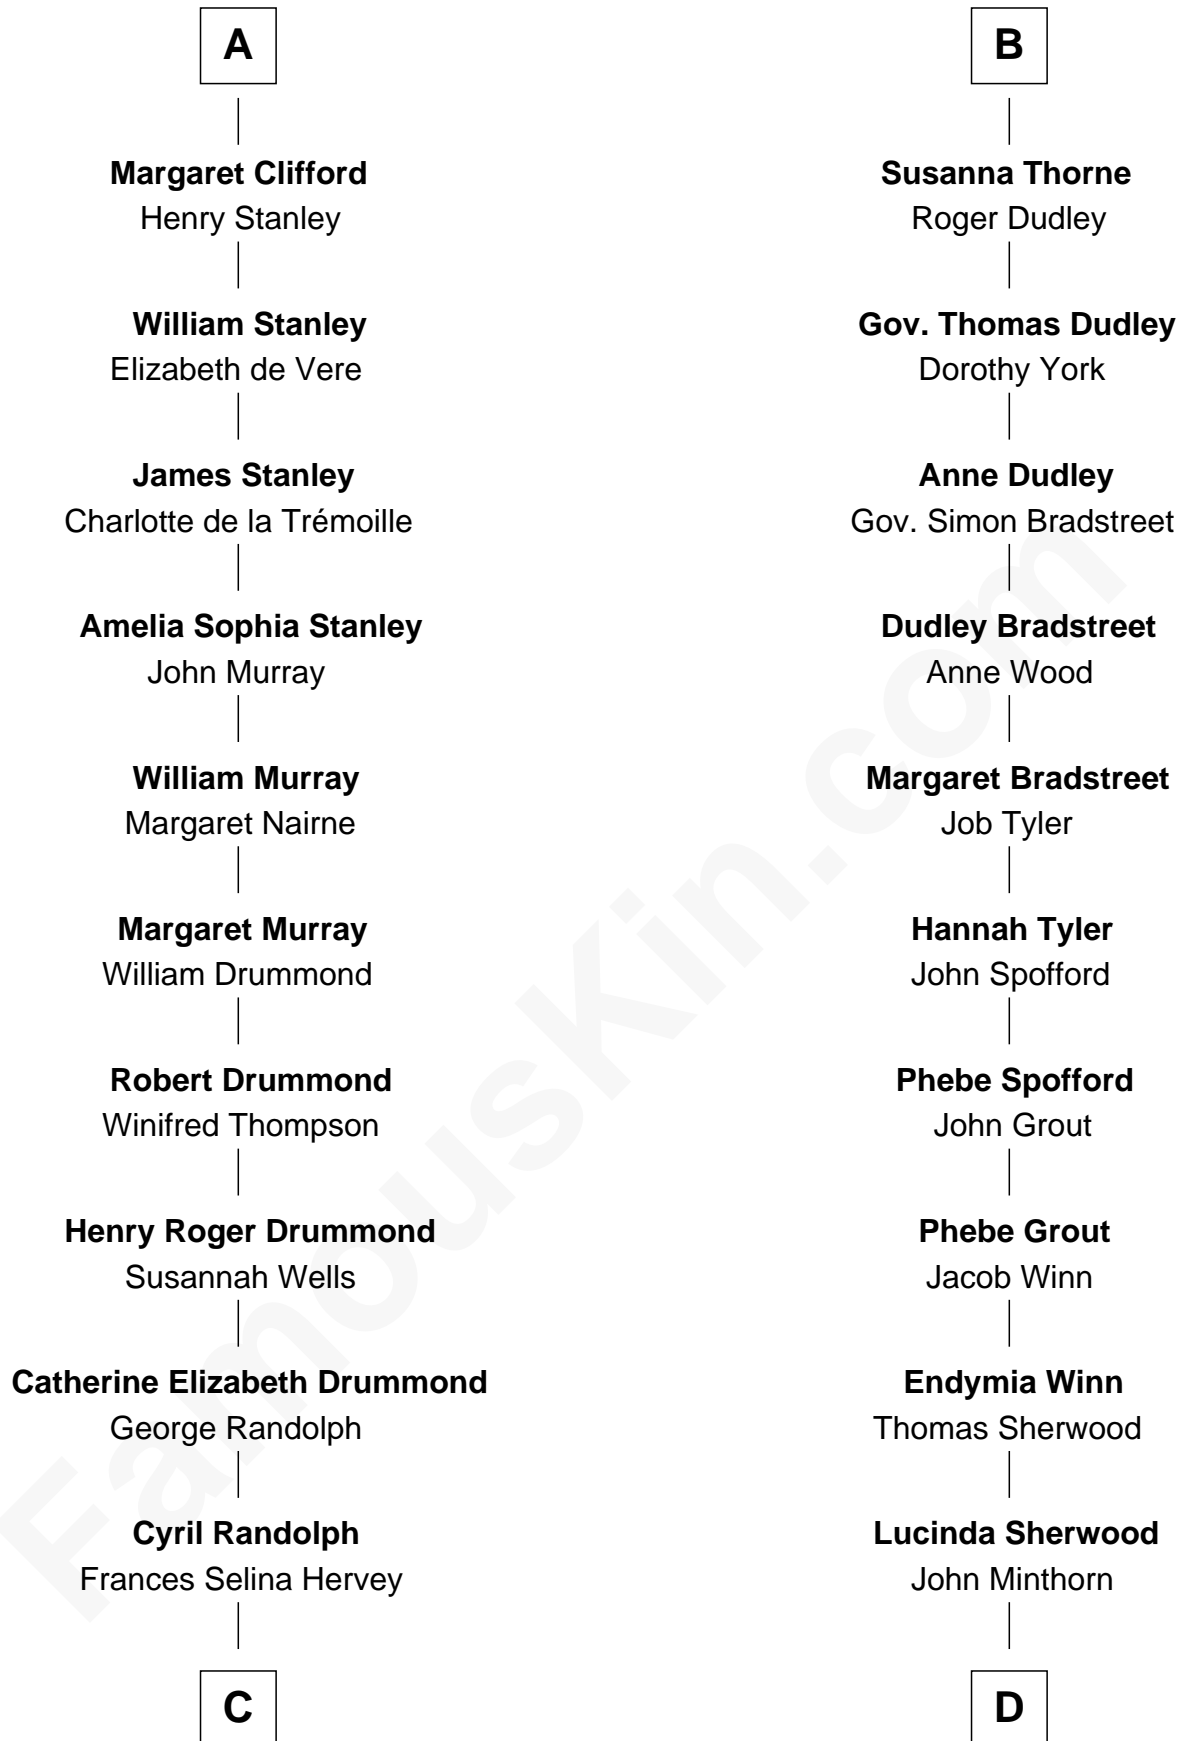 A
Margaret Clifford
Henry Stanley
William Stanley
Elizabeth de Vere
James Stanley
Charlotte de la Trémoille
Amelia Sophia Stanley
John Murray
William Murray
Margaret Nairne
Margaret Murray
William Drummond
Robert Drummond
Winifred Thompson
Henry Roger Drummond
Susannah Wells
Catherine Elizabeth Drummond
George Randolph
Cyril Randolph
Frances Selina Hervey
C
B
Susanna Thorne
Roger Dudley
Gov. Thomas Dudley
Dorothy York
Anne Dudley
Gov. Simon Bradstreet
Dudley Bradstreet
Anne Wood
Margaret Bradstreet
Job Tyler
Hannah Tyler
John Spofford
Phebe Spofford
John Grout
Phebe Grout
Jacob Winn
Endymia Winn
Thomas Sherwood
Lucinda Sherwood
John Minthorn
D
FamousKin.com